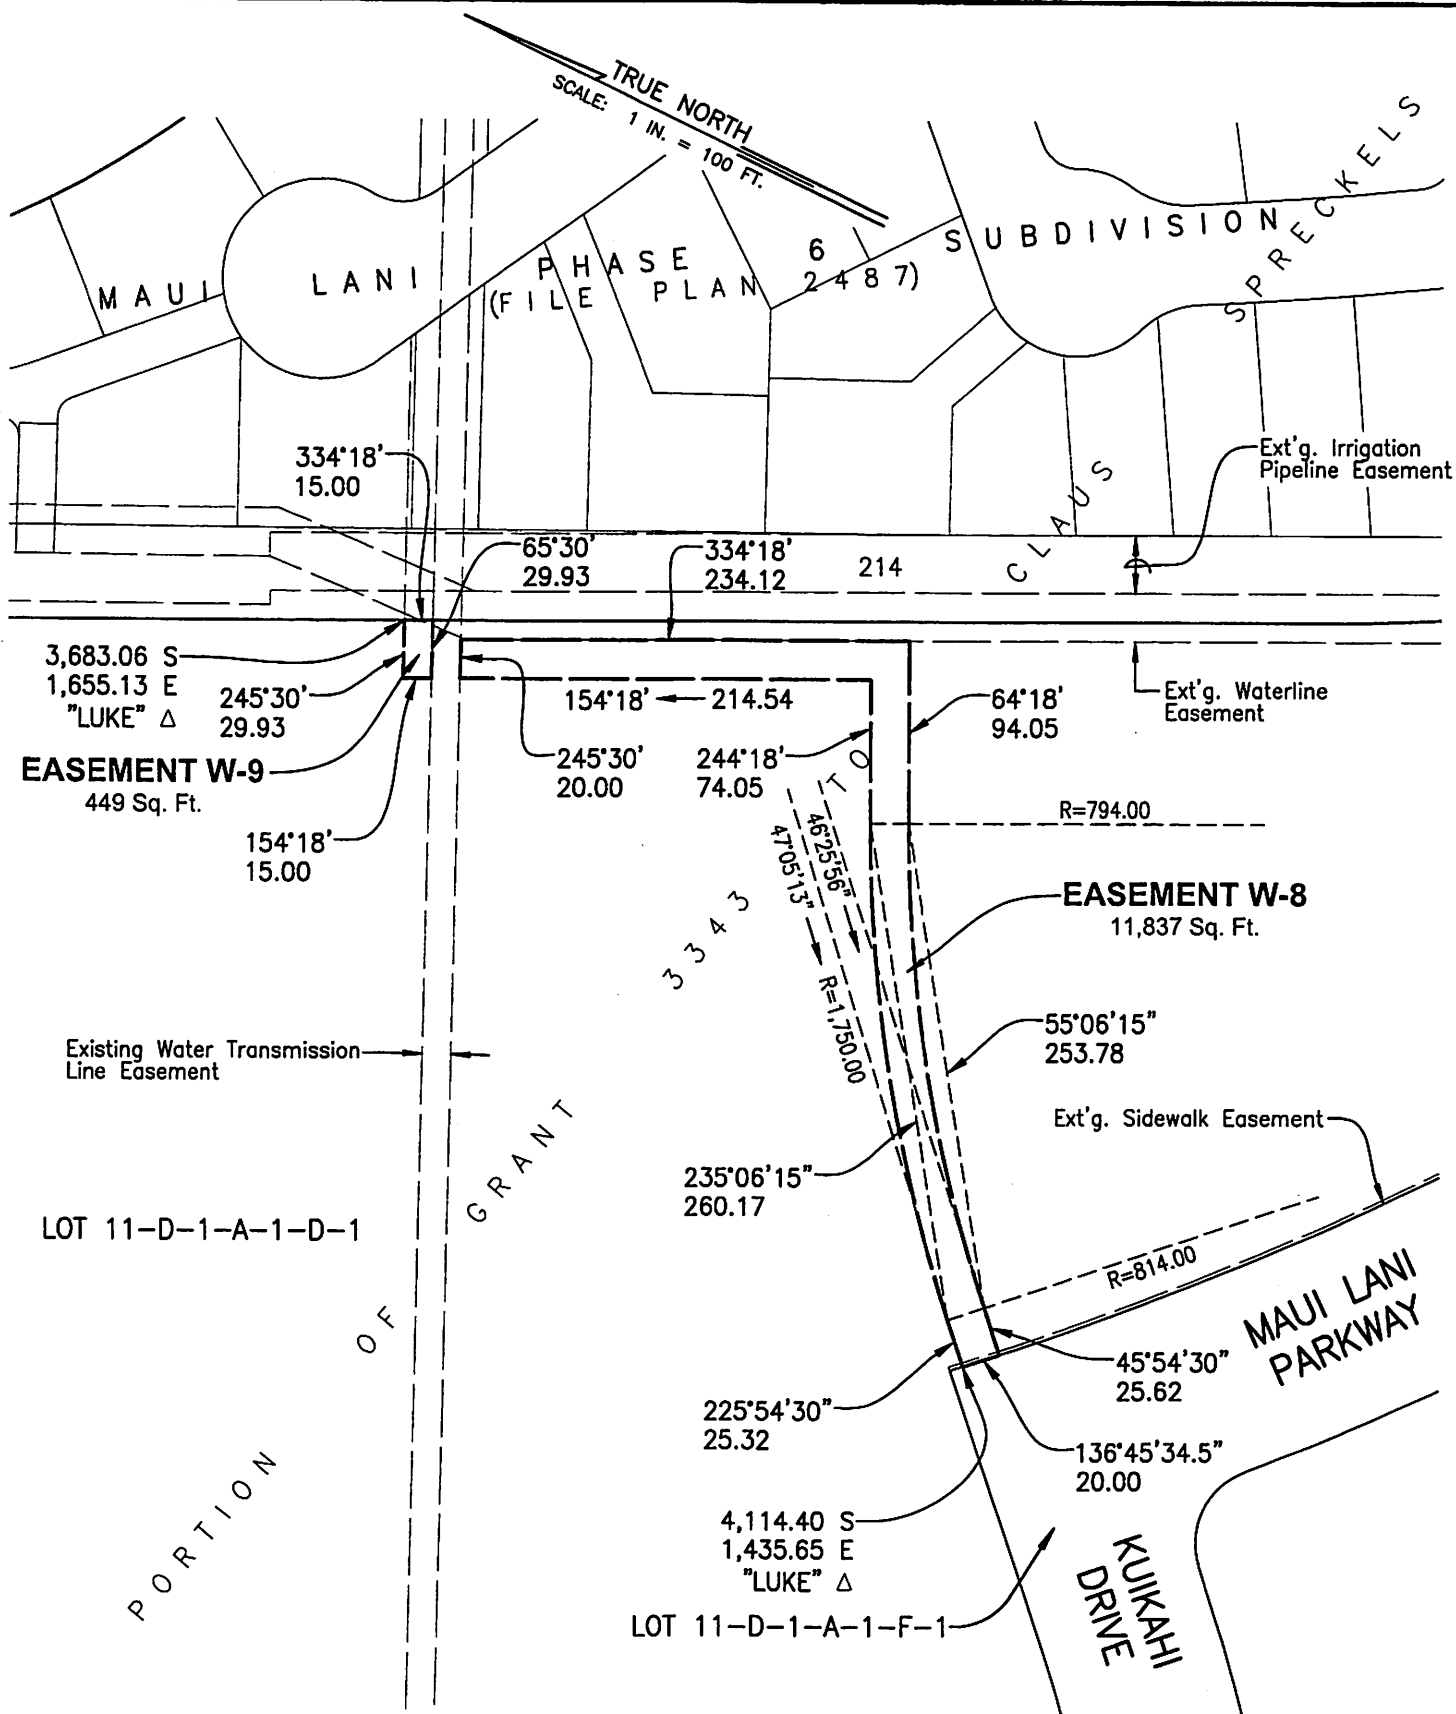 TRUE NORTH
SCALE: 1 IN. = 100 FT.
MAUI LANI PHASE 6 SUBDIVISION
(FILE PLAN 2487)
SPRECKELS
CLAUS
334°18'
15.00
65°30'
29.93
334°18'
234.12
214
Ext'g. Irrigation
Pipeline Easement
3,683.06 S
1,655.13 E
"LUKE" Δ
245°30'
29.93
EASEMENT W-9
449 Sq. Ft.
154°18'
15.00
154°18' 214.54
245°30'
20.00
244°18'
74.05
64°18'
94.05
Ext'g. Waterline
Easement
TO
R=794.00
46°25'56"
47°05'13"
R=1,750.00
EASEMENT W-8
11,837 Sq. Ft.
3343
55°06'15"
253.78
Existing Water Transmission
Line Easement
Ext'g. Sidewalk Easement
GRANT
235°06'15"
260.17
LOT 11-D-1-A-1-D-1
R=814.00
MAUI LANI
PARKWAY
OF
45°54'30"
25.62
225°54'30"
25.32
136°45'34.5"
20.00
PORTION
4,114.40 S
1,435.65 E
"LUKE" Δ
LOT 11-D-1-A-1-F-1
KUIKAHI
DRIVE